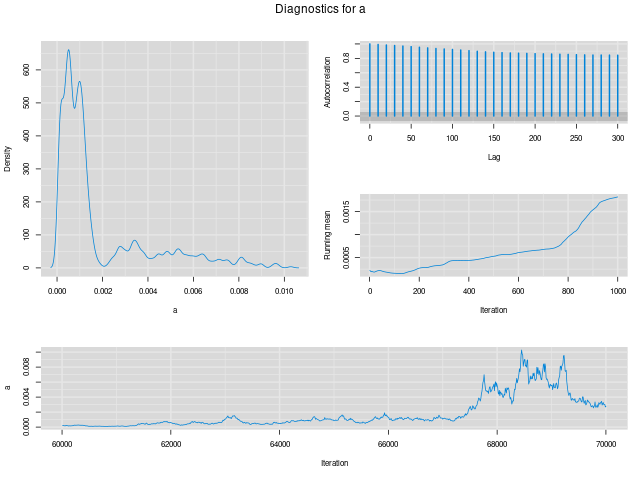 Diagnostics for a
Density
0 100 200 300 400 500 600
0.000 0.002 0.004 0.006 0.008 0.010
a
Autocorrelation
0.0 0.4 0.8
0 50 100 150 200 250 300
Lag
Running mean
0.0005 0.0015
0 200 400 600 800 1000
Iteration
a
0.000 0.004 0.008
60000 62000 64000 66000 68000 70000
Iteration